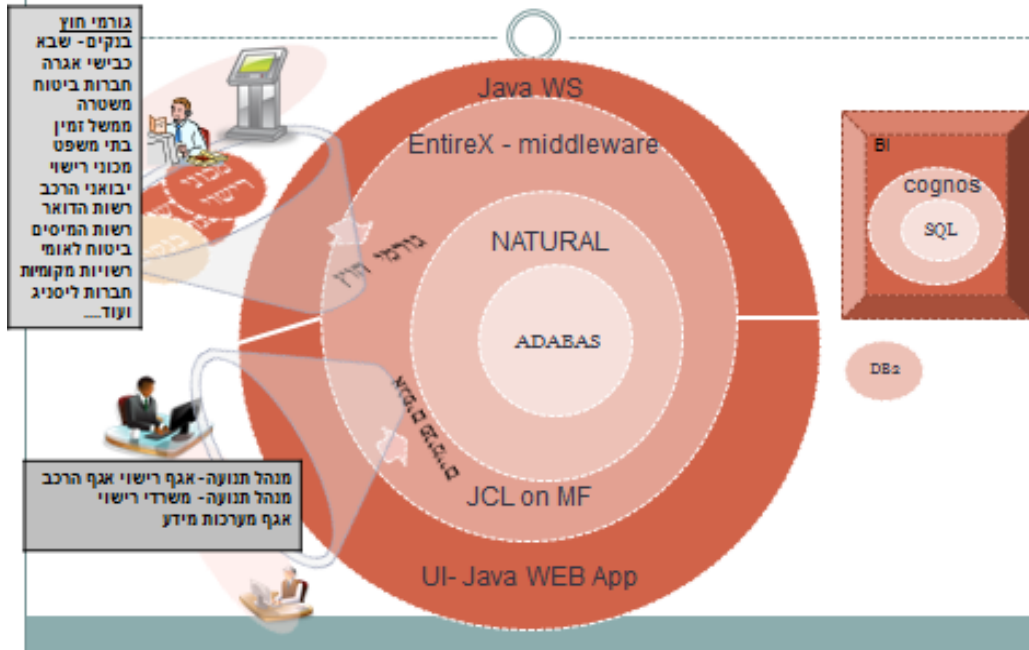 גורמי חוץ
בנקים- שבא
כבישי אגרה
חברות ביטוח
משטרה
ממשל זמין
בתי משפט
מכוני רישוי
יבואני הרכב
רשות הדואר
רשות המיסים
ביטוח לאומי
רשויות מקומיות
חברות ליסינג
ועוד....
מכוני
רישוי
Java WS
EntireX - middleware
גורמי חוץ
NATURAL
ADABAS
JCL on MF
UI- Java WEB App
BI
cognos
SQL
DB2
מנהל תנועה- אגף רישוי אגף הרכב
מנהל תנועה- משרדי רישוי
אגף מערכות מידע